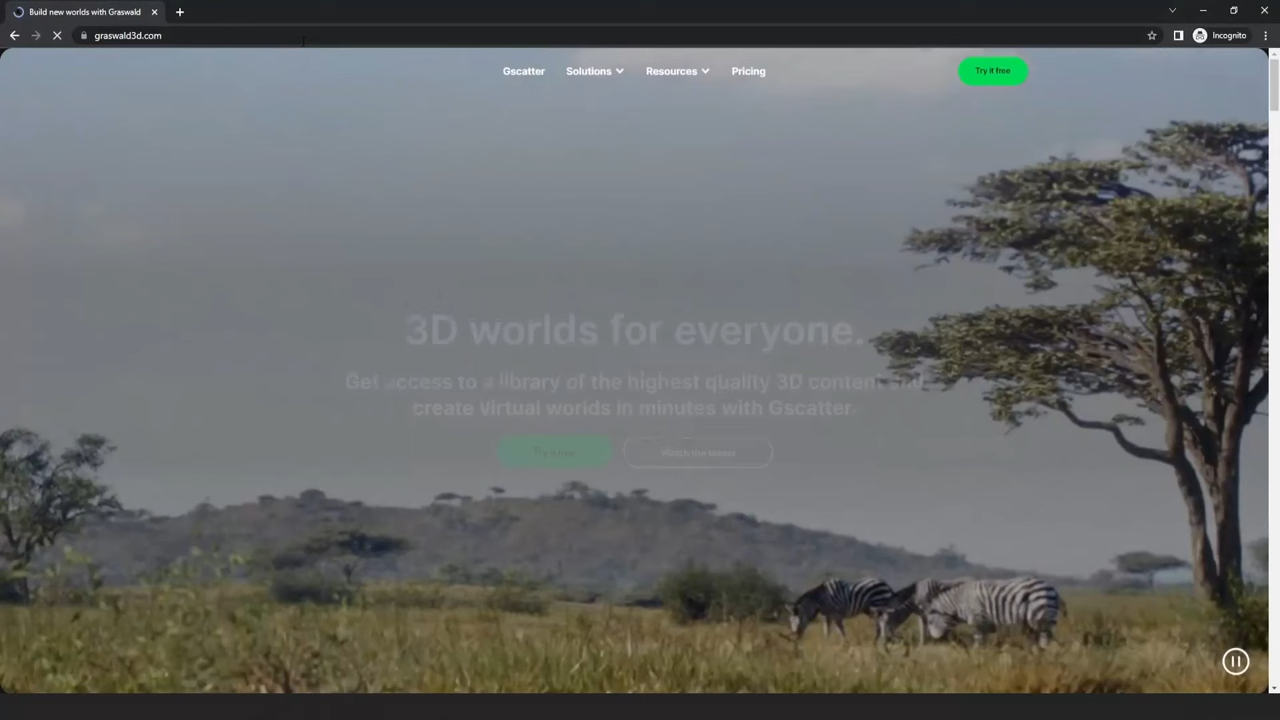 Build new worlds with Graswald
graswald3d.com
Incognito
Gscatter
Solutions
Resources
Pricing
Try it free
3D worlds for everyone.
Get access to a library of the highest quality 3D content and
create Virtual worlds in minutes with Gscatter
Try it free
Watch the teaser